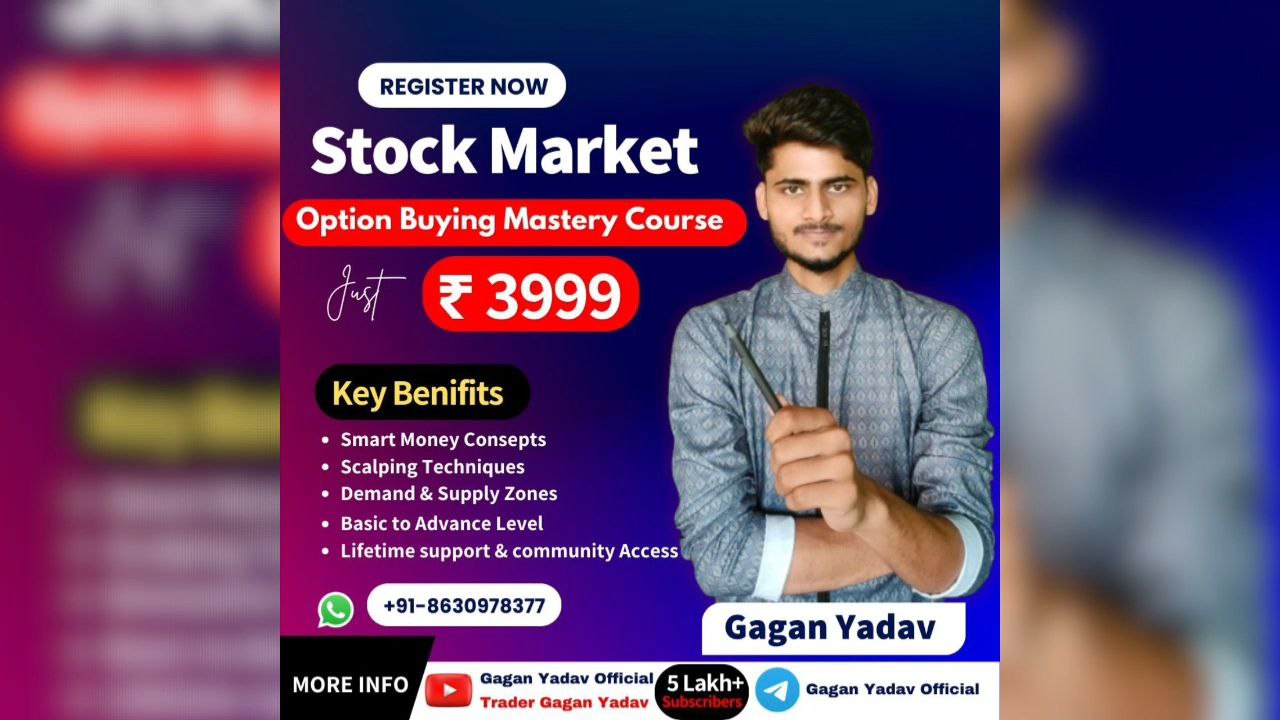 REGISTER NOW
Stock Market
Option Buying Mastery Course
Just ₹ 3999
Key Benifits
• Smart Money Consepts
• Scalping Techniques
• Demand & Supply Zones
• Basic to Advance Level
• Lifetime support & community Access
+91-8630978377
Gagan Yadav
MORE INFO
Gagan Yadav Official
Trader Gagan Yadav
5 Lakh+
Subscribers
Gagan Yadav Official